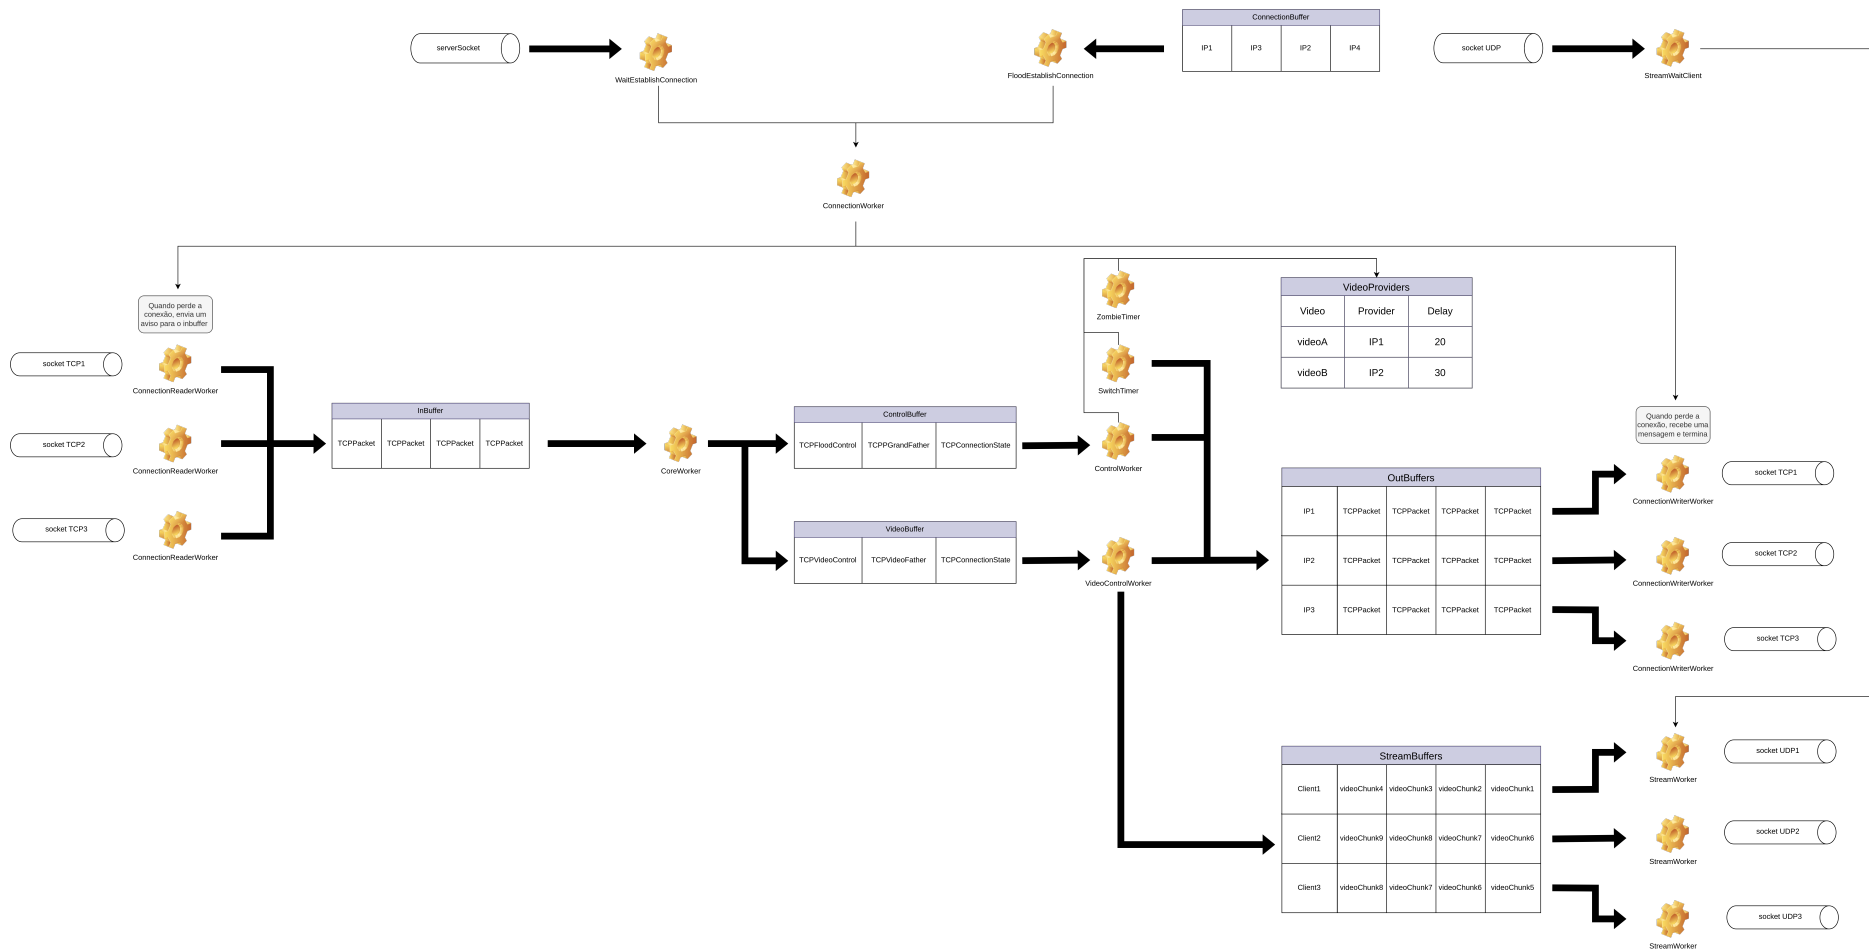 ConnectionBuffer
serverSocket
IP1 IP3 IP2 IP4
socket UDP
WaitEstablishConnection
FloodEstablishConnection
StreamWaitClient
ConnectionWorker
Quando perde a
conexão, envia um
aviso para o inbuffer
ZombieTimer
VideoProviders
Video Provider Delay
videoA IP1 20
videoB IP2 30
socket TCP1
ConnectionReaderWorker
SwitchTimer
InBuffer
TCPPacket TCPPacket TCPPacket TCPPacket
socket TCP2
ConnectionReaderWorker
CoreWorker
ControlBuffer
TCPFloodControl TCPPGrandFather TCPConnectionState
ControlWorker
socket TCP3
ConnectionReaderWorker
VideoBuffer
TCPVideoControl TCPVideoFather TCPConnectionState
VideoControlWorker
Quando perde a
conexão, recebe uma
mensagem e termina
OutBuffers
IP1 TCPPacket TCPPacket TCPPacket TCPPacket
IP2 TCPPacket TCPPacket TCPPacket TCPPacket
IP3 TCPPacket TCPPacket TCPPacket TCPPacket
socket TCP1
ConnectionWriterWorker
socket TCP2
ConnectionWriterWorker
socket TCP3
ConnectionWriterWorker
StreamBuffers
Client1 videoChunk4 videoChunk3 videoChunk2 videoChunk1
Client2 videoChunk9 videoChunk8 videoChunk7 videoChunk6
Client3 videoChunk8 videoChunk7 videoChunk6 videoChunk5
socket UDP1
StreamWorker
socket UDP2
StreamWorker
socket UDP3
StreamWorker